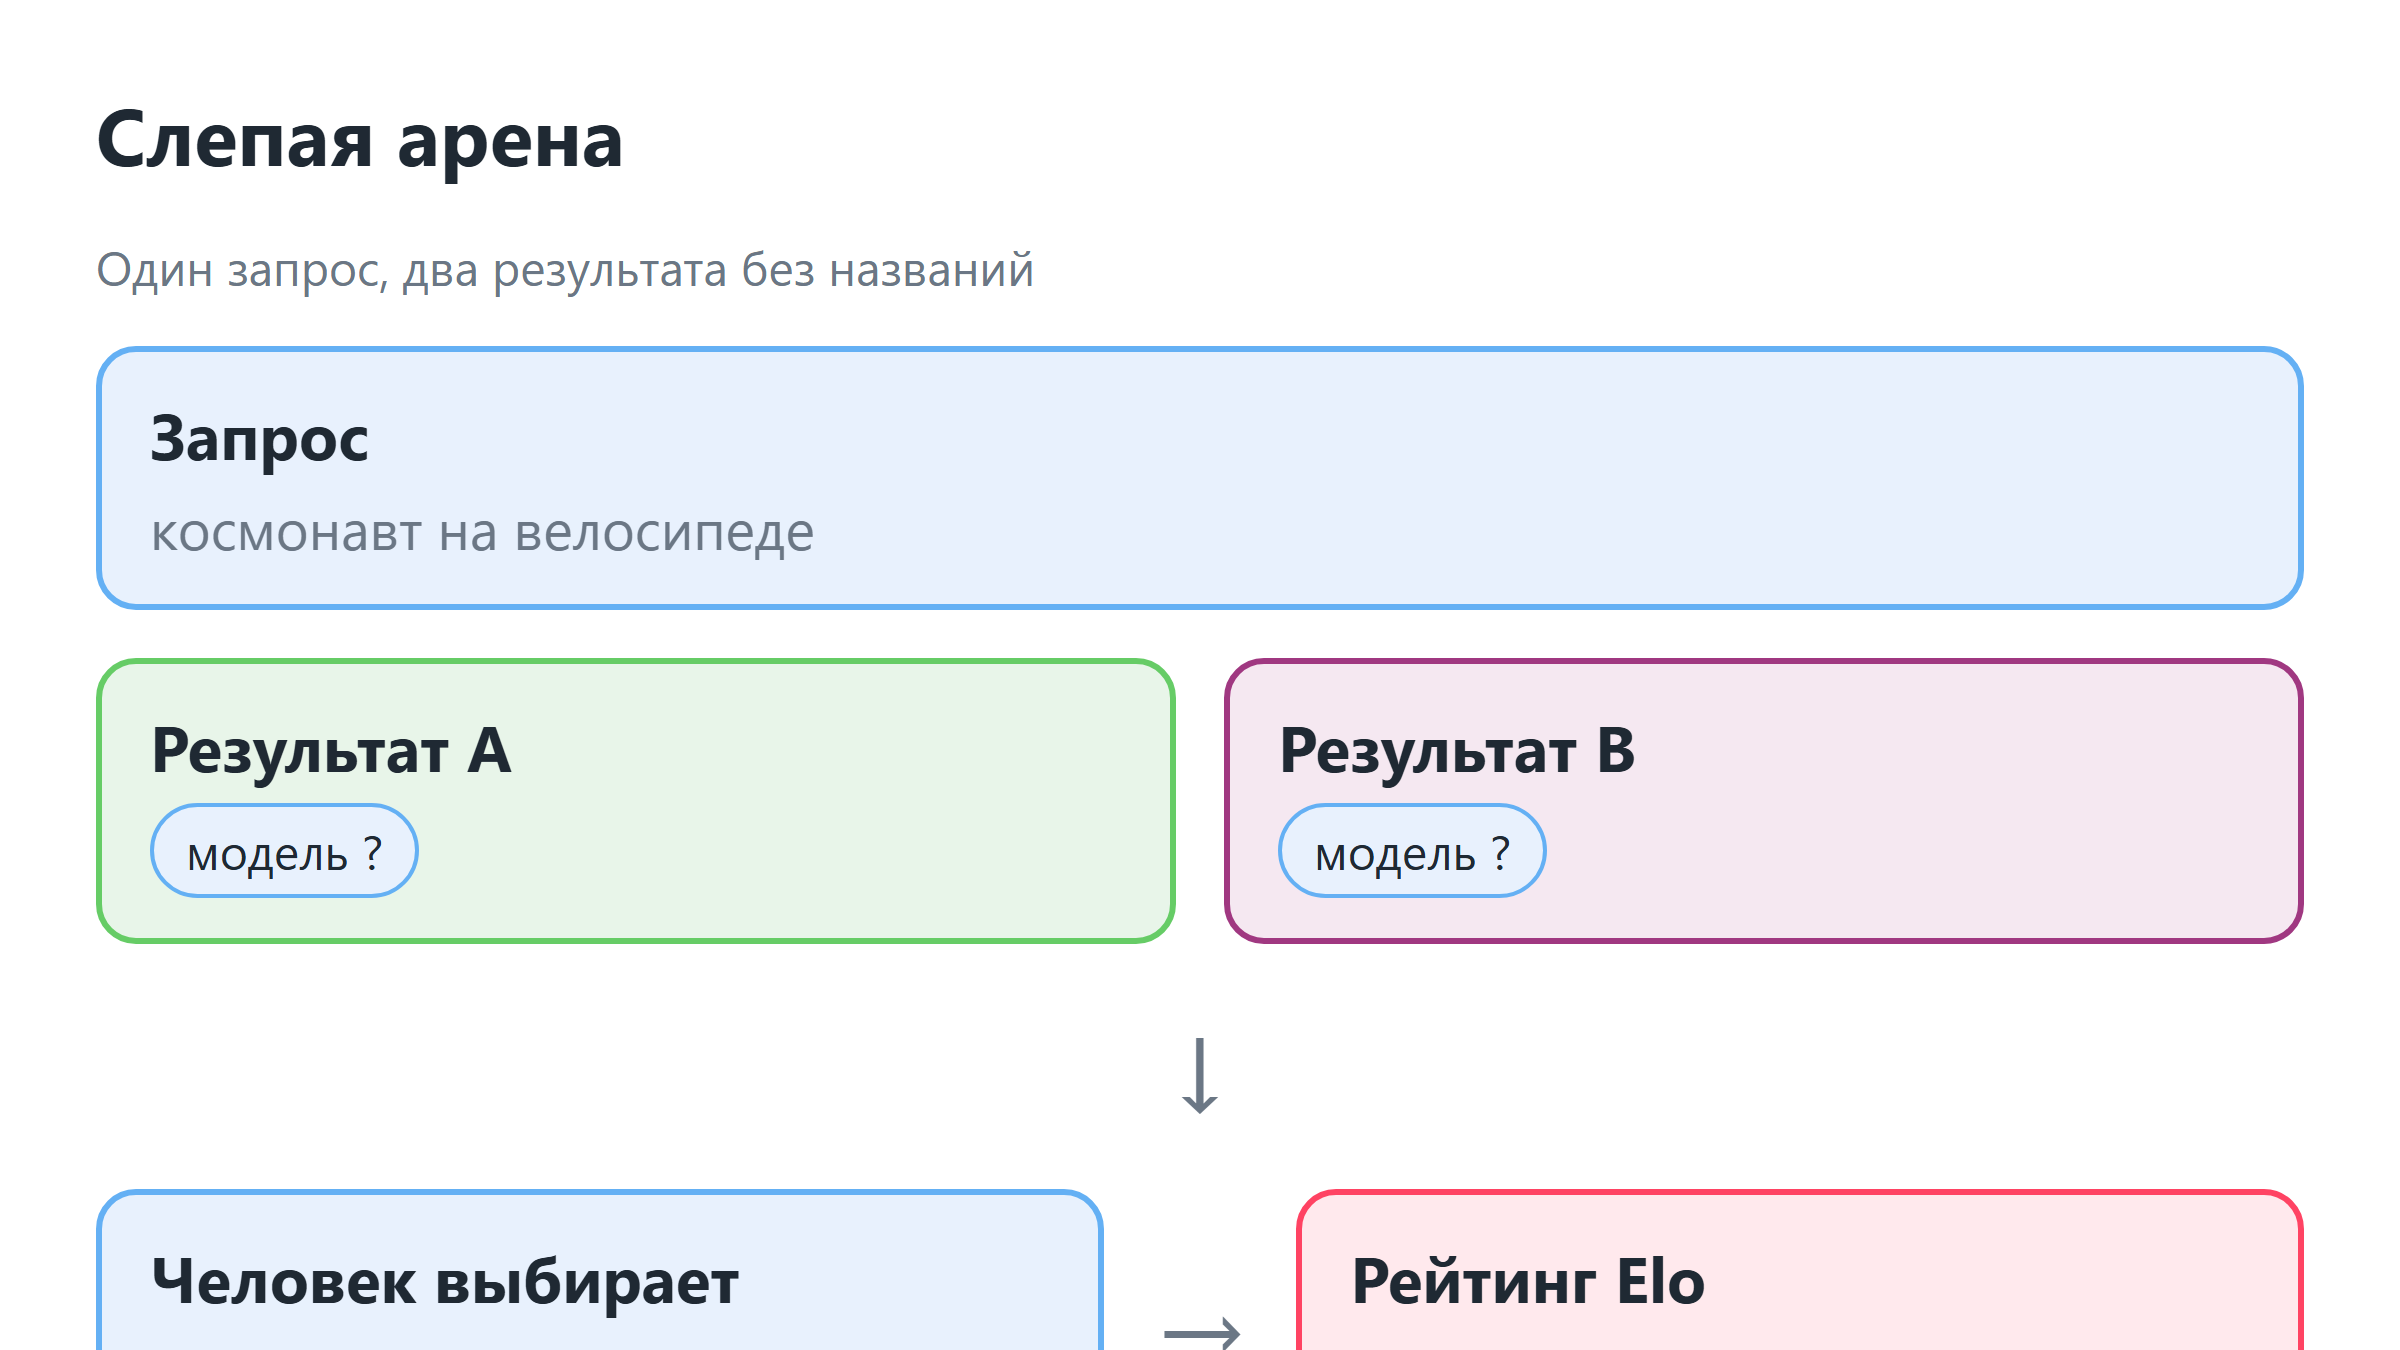 Слепая арена
Один запрос, два результата без названий
Запрос
космонавт на велосипеде
Результат A
модель ?
Результат B
модель ?
↓
Человек выбирает
→
Рейтинг Elo